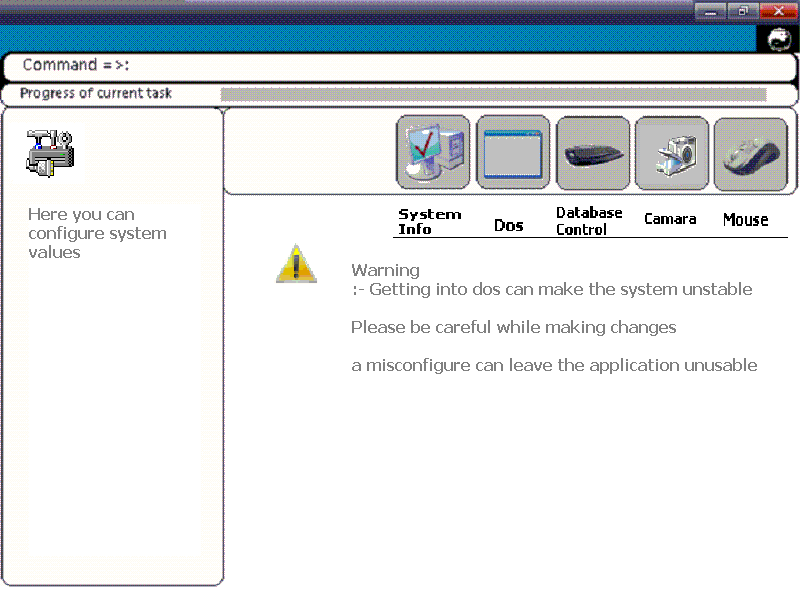 Command =>:
Progress of current task
Here you can
configure system
values
System
Info
Dos
Database
Control
Camara
Mouse
Warning
:- Getting into dos can make the system unstable
Please be careful while making changes
a misconfigure can leave the application unusable